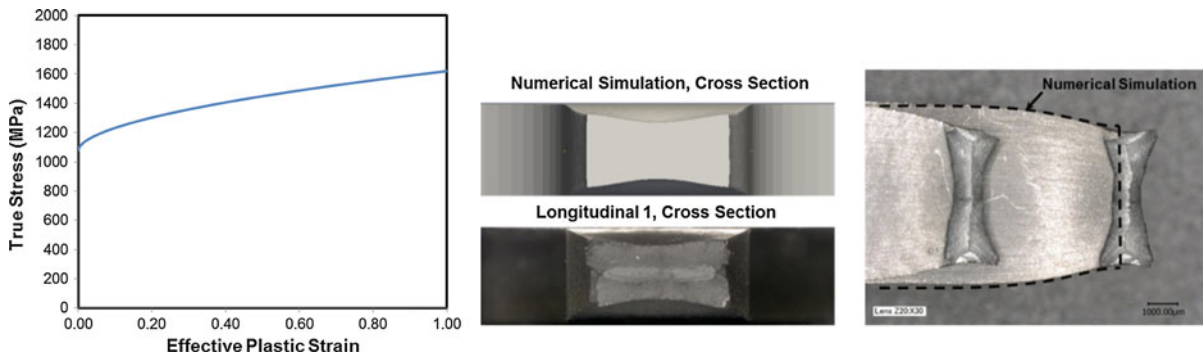 2000
1800
1600
1400
1200
1000
800
600
400
200
0
True Stress (MPa)
0.00 0.20 0.40 0.60 0.80 1.00
Effective Plastic Strain
Numerical Simulation, Cross Section
Longitudinal 1, Cross Section
Numerical Simulation
Lens Z20:X30
1000.00µm